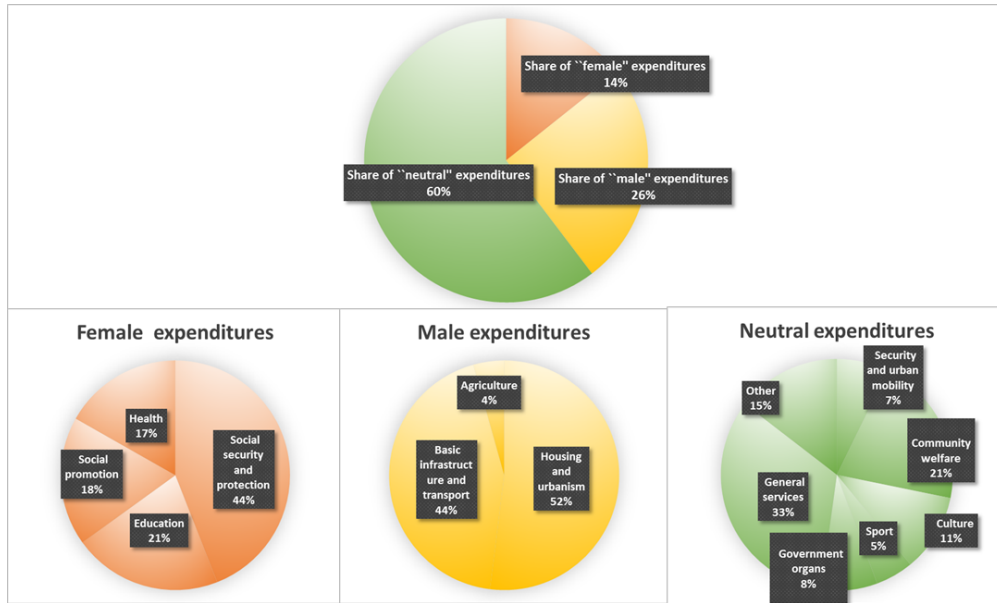 Share of ``female'' expenditures
14%
Share of ``neutral'' expenditures
60%
Share of ``male'' expenditures
26%
Female expenditures
Health
17%
Social
promotion
18%
Social
security
and
protection
44%
Education
21%
Male expenditures
Agriculture
4%
Basic
infrastruct
ure and
transport
44%
Housing
and
urbanism
52%
Neutral expenditures
Security
and urban
mobility
7%
Other
15%
Community
welfare
21%
General
services
33%
Sport
5%
Culture
11%
Government
organs
8%